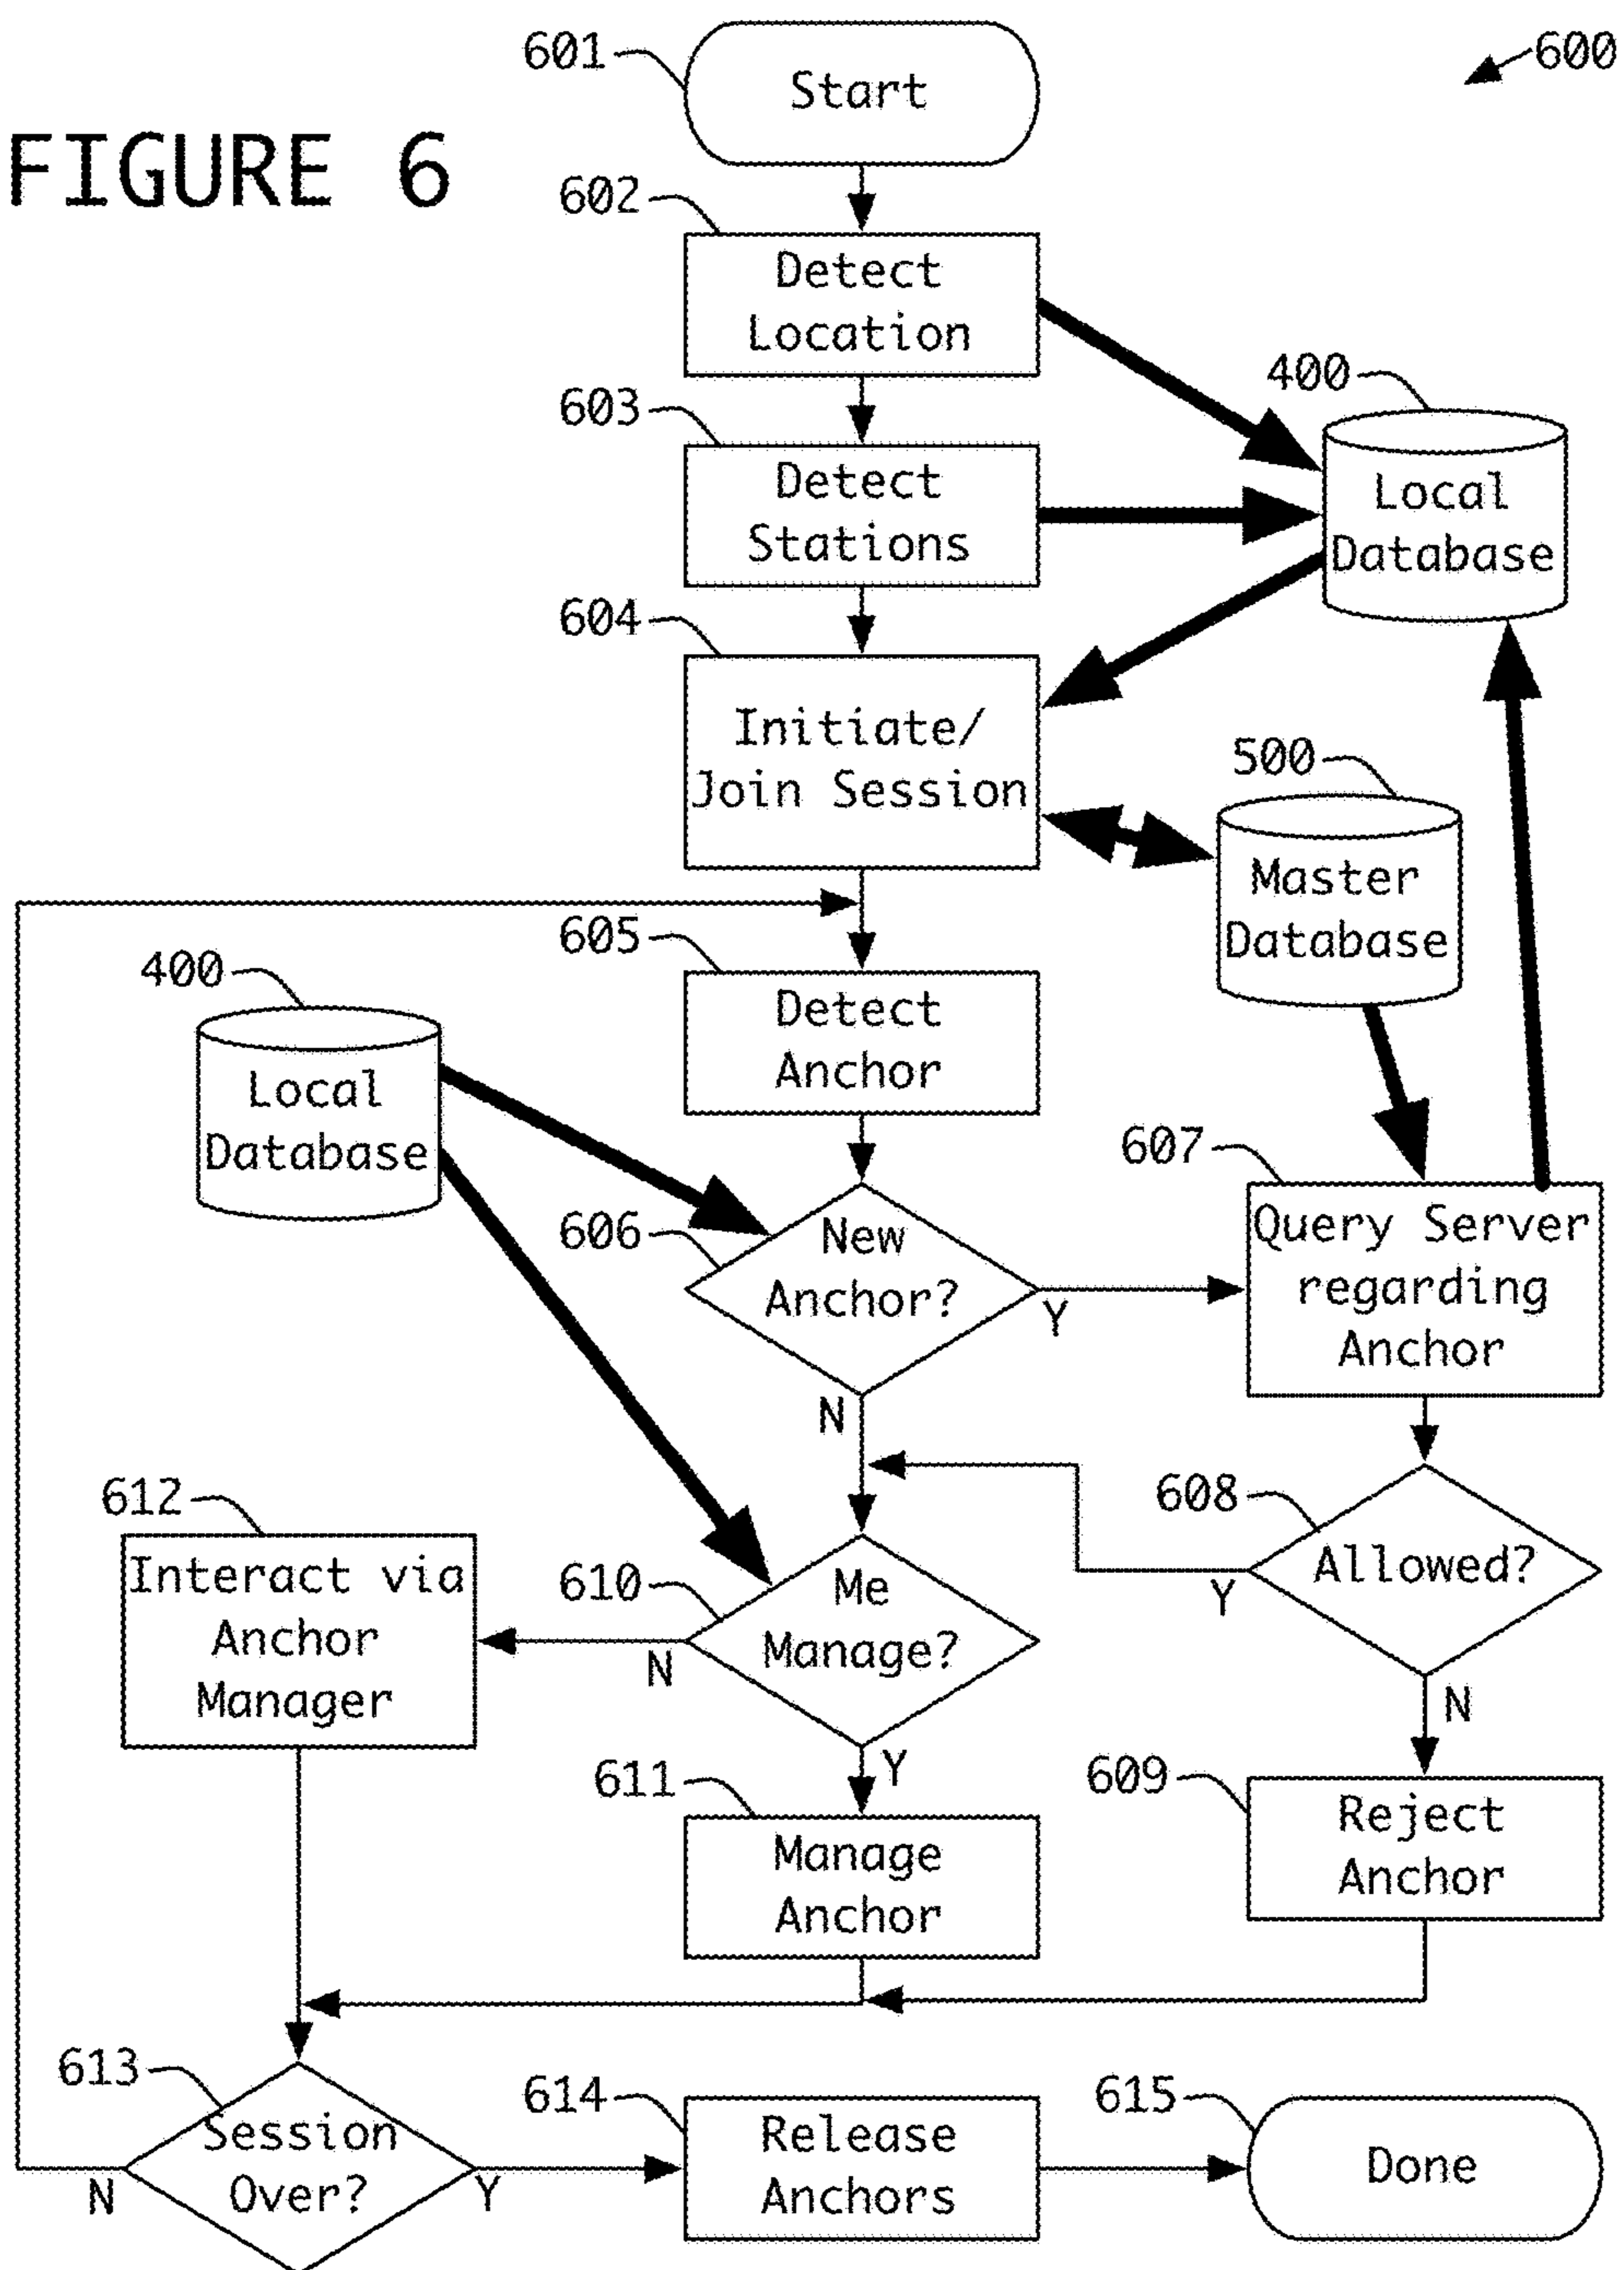 601
Start
600
FIGURE 6
602
Detect
Location
400
Local
Database
603
Detect
Stations
604
Initiate/
Join Session
500
Master
Database
605
Detect
Anchor
400
Local
Database
606
New
Anchor?
Y
N
607
Query Server
regarding
Anchor
608
Allowed?
Y
N
612
Interact via
Anchor
Manager
610
Me
Manage?
N
Y
611
Manage
Anchor
609
Reject
Anchor
613
Session
Over?
N
Y
614
Release
Anchors
615
Done